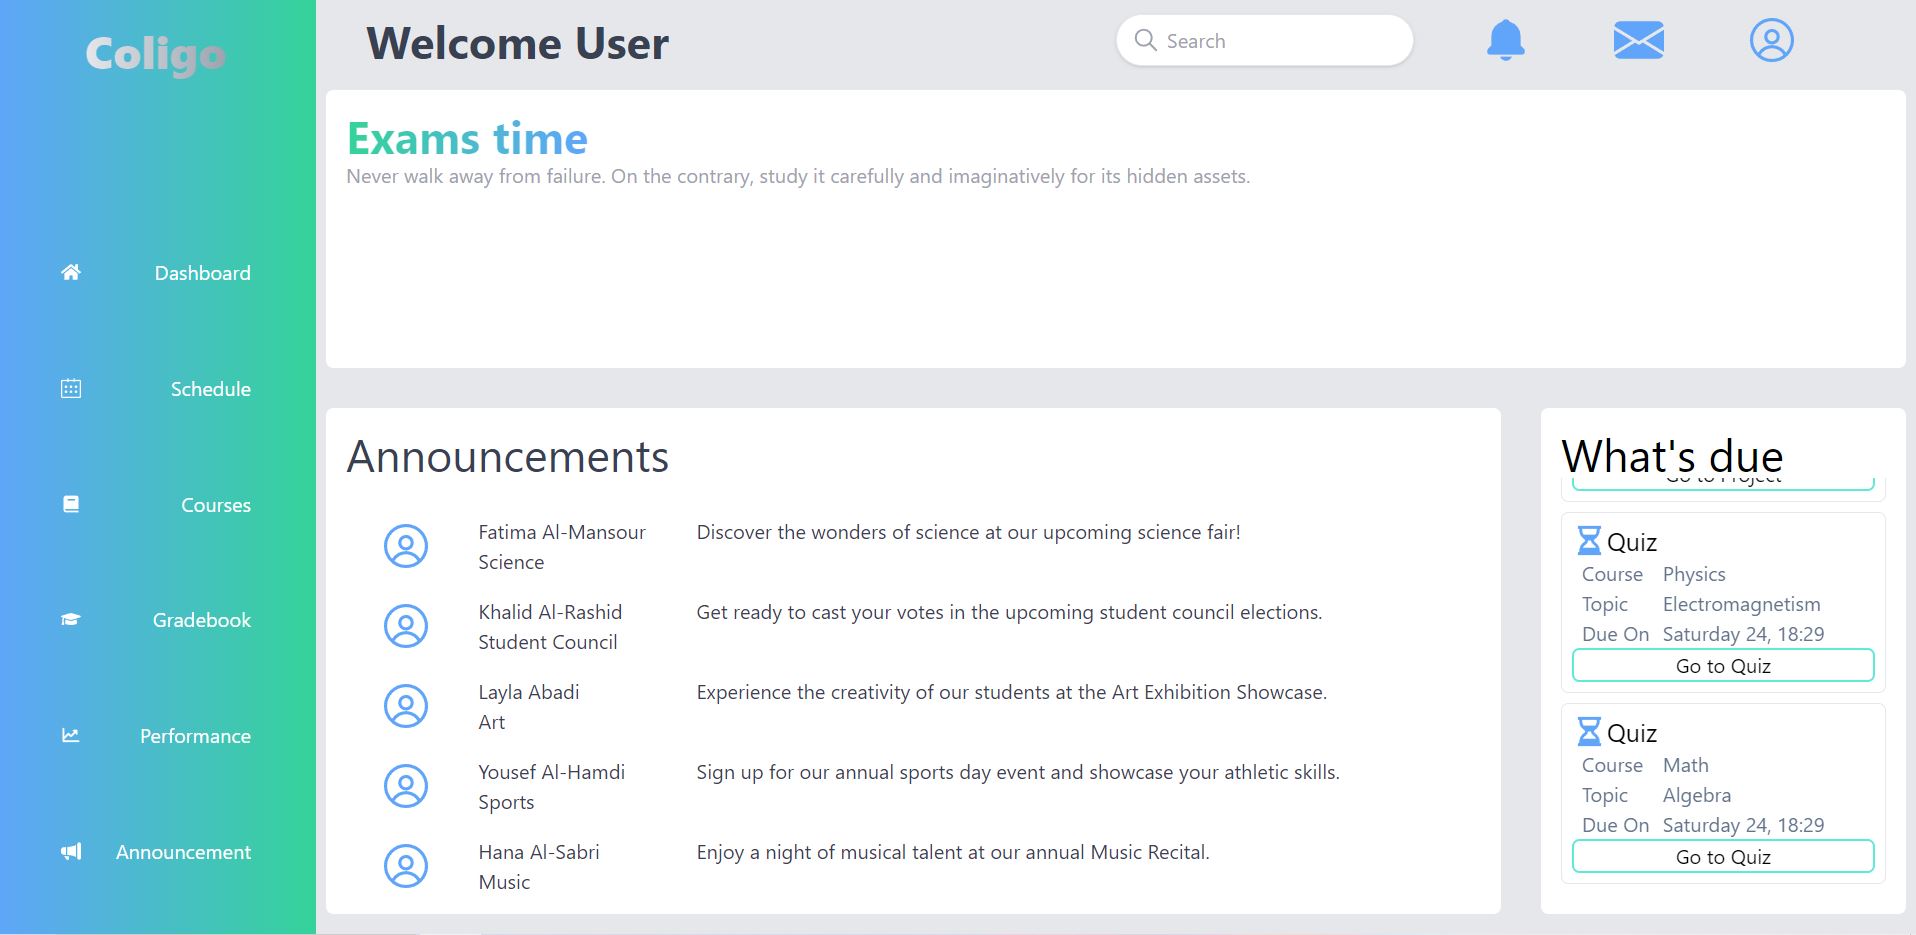 Coligo
Dashboard
Schedule
Courses
Gradebook
Performance
Announcement
Welcome User
Search
Exams time
Never walk away from failure. On the contrary, study it carefully and imaginatively for its hidden assets.
Announcements
Fatima Al-Mansour
Science
Discover the wonders of science at our upcoming science fair!
Khalid Al-Rashid
Student Council
Get ready to cast your votes in the upcoming student council elections.
Layla Abadi
Art
Experience the creativity of our students at the Art Exhibition Showcase.
Yousef Al-Hamdi
Sports
Sign up for our annual sports day event and showcase your athletic skills.
Hana Al-Sabri
Music
Enjoy a night of musical talent at our annual Music Recital.
What's due
Go to Project
Quiz
Course Physics
Topic Electromagnetism
Due On Saturday 24, 18:29
Go to Quiz
Quiz
Course Math
Topic Algebra
Due On Saturday 24, 18:29
Go to Quiz